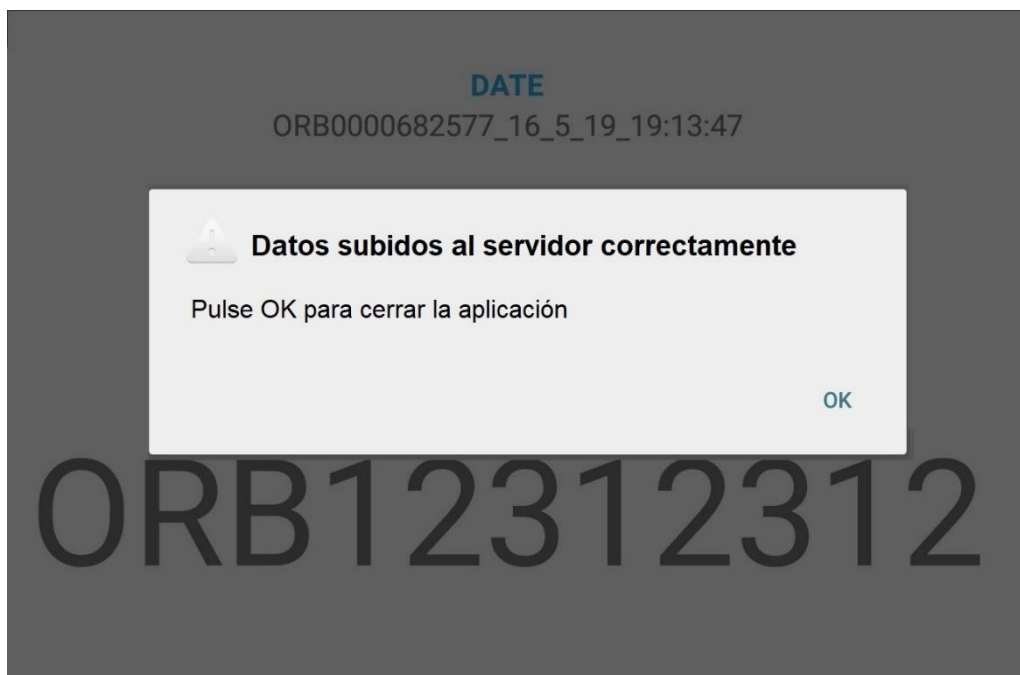 DATE
ORB0000682577_16_5_19_19:13:47
Datos subidos al servidor correctamente
Pulse OK para cerrar la aplicación
OK
ORB12312312